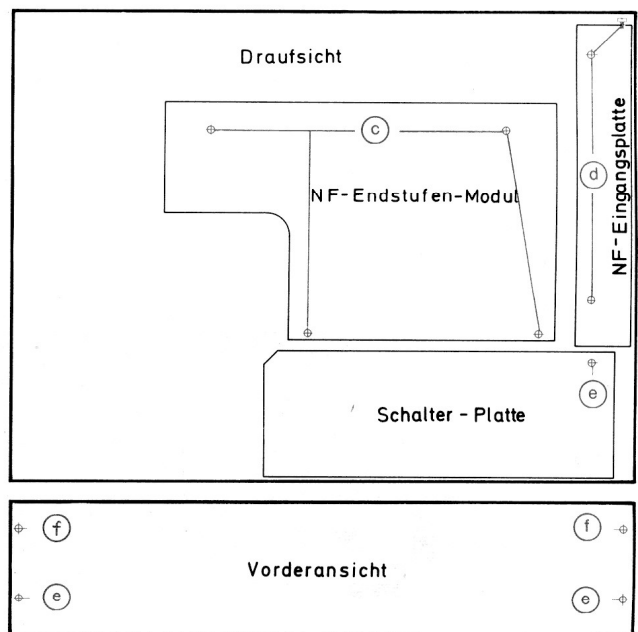 Draufsicht
c
NF-Endstufen-Modul
d
NF-Eingangsplatte
e
Schalter-Platte
f
f
Vorderansicht
e
e